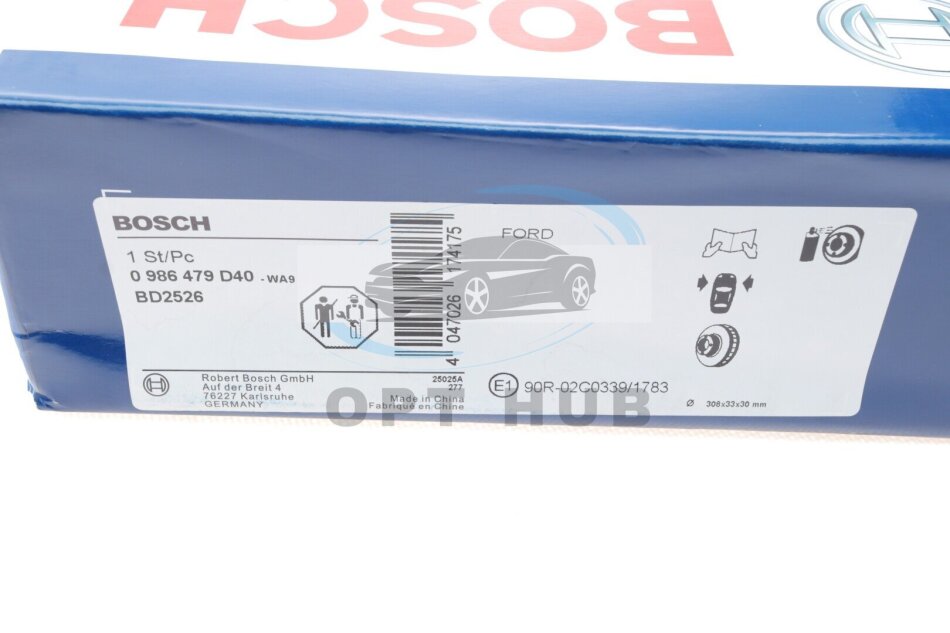 BOSCH
BOSCH
1 St/Pc
0 986 479 D40 - WA9
BD2526
4 047026 174175
FORD
Robert Bosch GmbH
Auf der Breit 4
76227 Karlsruhe
GERMANY
25025A
277
Made in China
Fabriqué en Chine
E1 90R-02C0339/1783
Ø 308x33x30 mm
OPT HUB